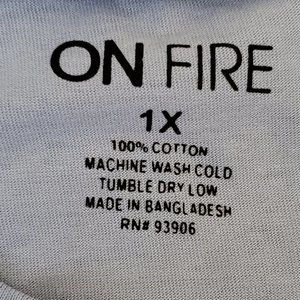 ON FIRE
1X
100% COTTON
MACHINE WASH COLD
TUMBLE DRY LOW
MADE IN BANGLADESH
RN# 93906